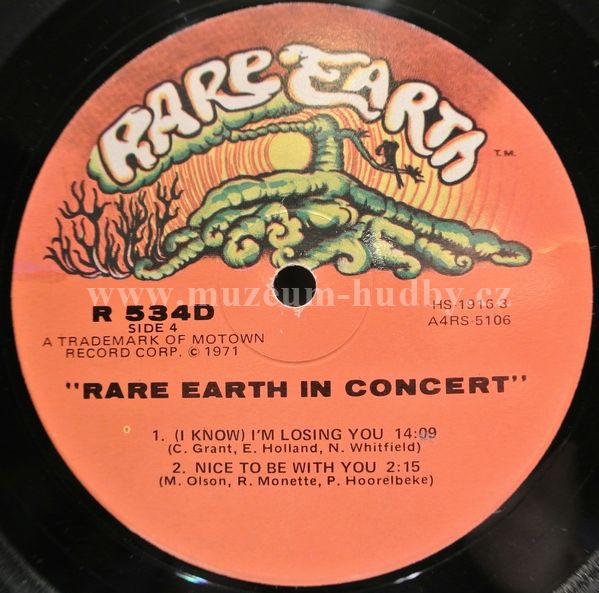 RARE EARTH
T.M.
www.muzeum-hudby.cz
R 534D
SIDE 4
A TRADEMARK OF MOTOWN
RECORD CORP. © 1971
HS-1916 3
A4RS-5106
"RARE EARTH IN CONCERT"
1. (I KNOW) I'M LOSING YOU 14:09
(C. Grant, E. Holland, N. Whitfield)
2. NICE TO BE WITH YOU 2:15
(M. Olson, R. Monette, P. Hoorelbeke)